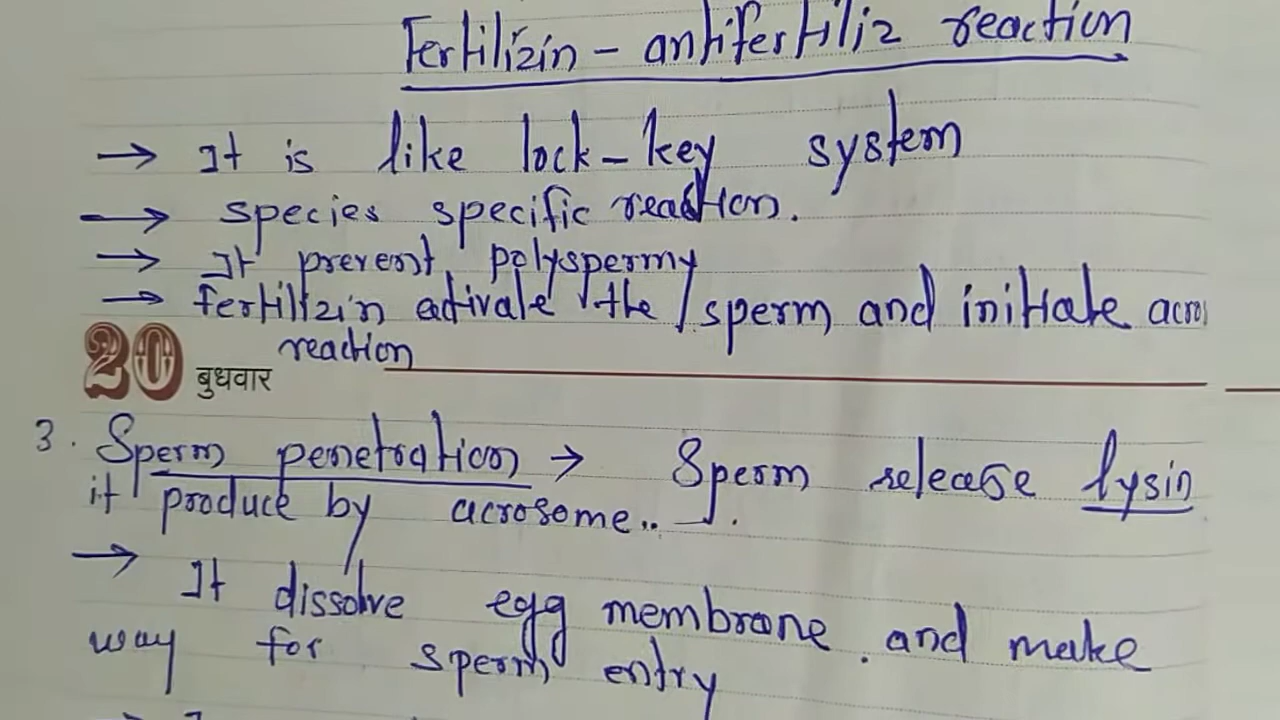 Fertilizin - antifertiliz reaction
→ It is like lock-key system
→ species specific reaction.
→ It prevent polyspermy
→ fertilizin activate the sperm and initiate acro
reaction
20 बुधवार
3. Sperm penetration → Sperm release lysin
it produce by acrosome...
→ It dissolve egg membrane and make
way for sperm entry